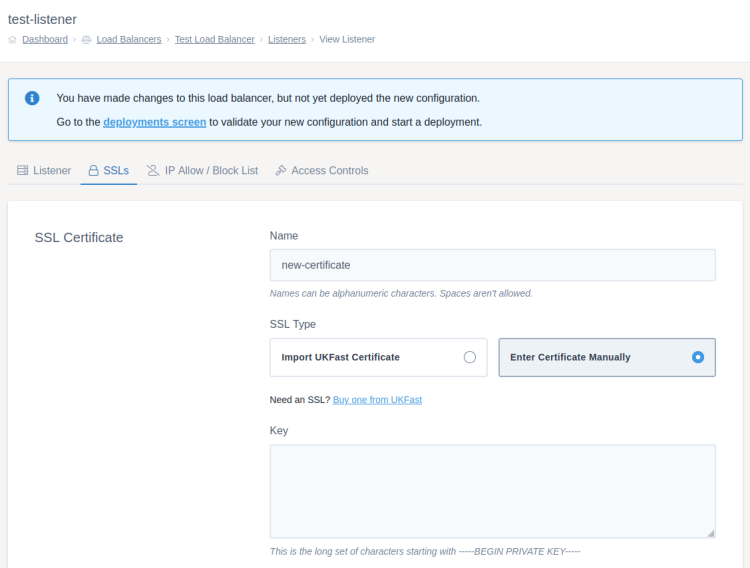 test-listener
Dashboard › Load Balancers › Test Load Balancer › Listeners › View Listener
You have made changes to this load balancer, but not yet deployed the new configuration.
Go to the deployments screen to validate your new configuration and start a deployment.
Listener SSLs IP Allow / Block List Access Controls
SSL Certificate
Name
new-certificate
Names can be alphanumeric characters. Spaces aren't allowed.
SSL Type
Import UKFast Certificate Enter Certificate Manually
Need an SSL? Buy one from UKFast
Key
This is the long set of characters starting with -----BEGIN PRIVATE KEY-----